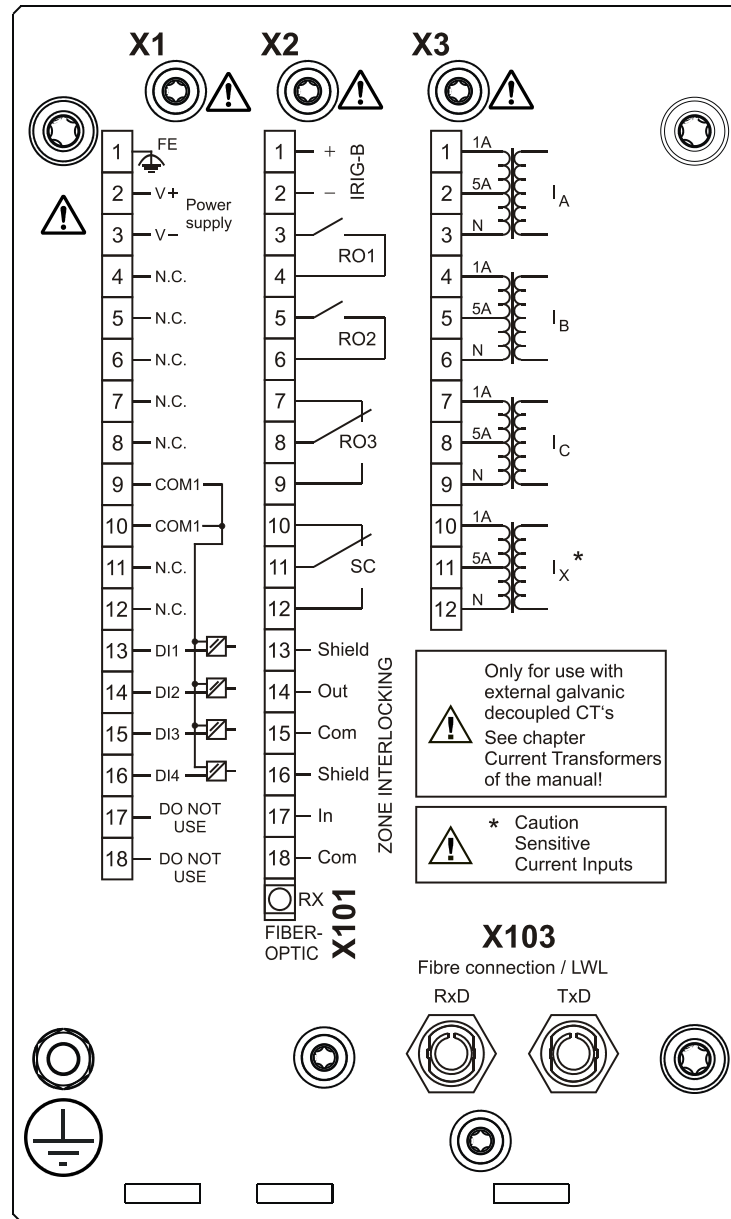 X1
X2
X3
1 FE
2 V+
Power
supply
3 V−
4 N.C.
5 N.C.
6 N.C.
7 N.C.
8 N.C.
9 COM1
10 COM1
11 N.C.
12 N.C.
13 DI1
14 DI2
15 DI3
16 DI4
17 DO NOT
USE
18 DO NOT
USE
1 +
2 −
IRIG-B
3
RO1
4
5
RO2
6
7
8 RO3
9
10
11 SC
12
13 Shield
14 Out
15 Com
16 Shield
17 In
18 Com
ZONE INTERLOCKING
RX
FIBER-
OPTIC
X101
1 1A
2 5A IA
3 N
4 1A
5 5A IB
6 N
7 1A
8 5A IC
9 N
10 1A
11 5A IX *
12 N
! Only for use with
external galvanic
decoupled CT‘s
See chapter
Current Transformers
of the manual!
! * Caution
Sensitive
Current Inputs
X103
Fibre connection / LWL
RxD TxD